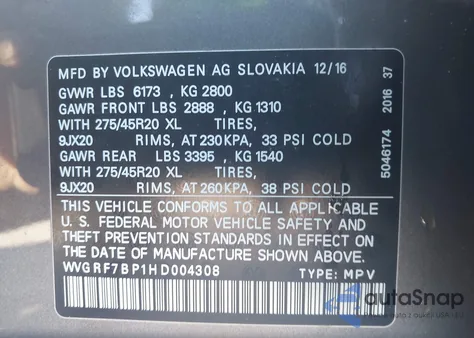 MFD BY VOLKSWAGEN AG SLOVAKIA 12/16
GVWR LBS 6173 , KG 2800
GAWR FRONT LBS 2888 , KG 1310
WITH 275/45R20 XL TIRES,
9JX20 RIMS, AT 230KPA, 33 PSI COLD
GAWR REAR LBS 3395 , KG 1540
WITH 275/45R20 XL TIRES,
9JX20 RIMS, AT 260KPA, 38 PSI COLD
THIS VEHICLE CONFORMS TO ALL APPLICABLE
U. S. FEDERAL MOTOR VEHICLE SAFETY AND
THEFT PREVENTION STANDARDS IN EFFECT ON
THE DATE OF MANUFACTURE SHOWN ABOVE.
WVGRF7BP1HD004308 TYPE: MPV
5046174 2016 37
autoSnap